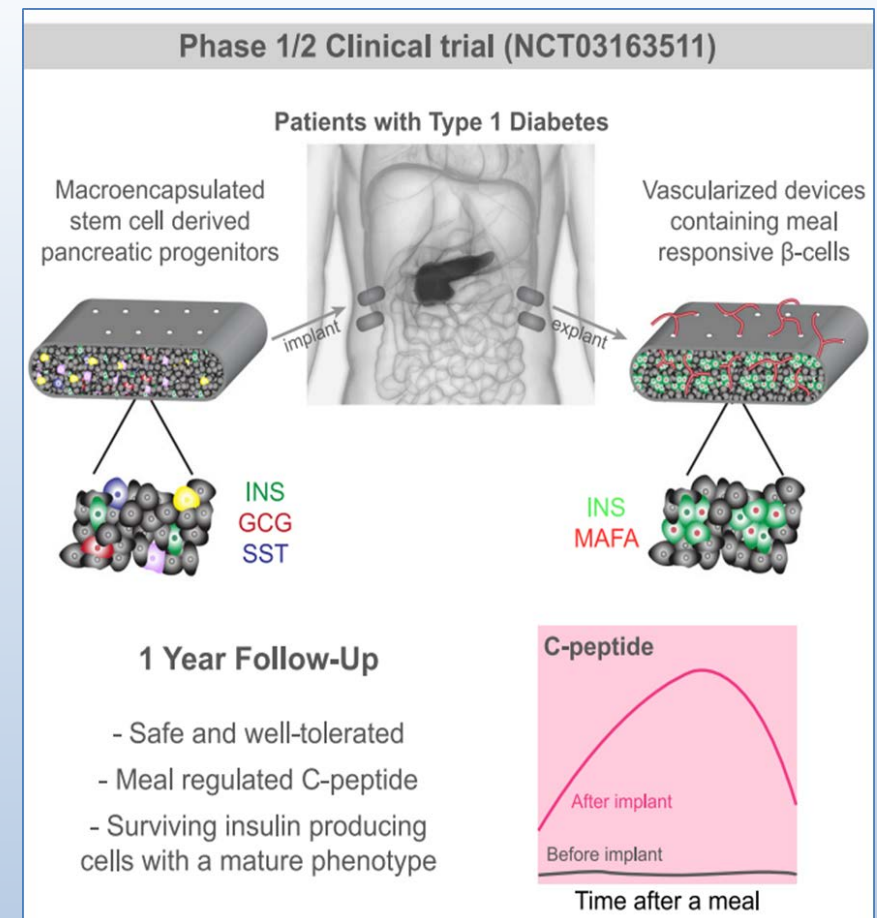 Phase 1/2 Clinical trial (NCT03163511)
Patients with Type 1 Diabetes
Macroencapsulated
stem cell derived
pancreatic progenitors
Vascularized devices
containing meal
responsive β-cells
implant
explant
INS
GCG
SST
INS
MAFA
1 Year Follow-Up
- Safe and well-tolerated
- Meal regulated C-peptide
- Surviving insulin producing
cells with a mature phenotype
C-peptide
After implant
Before implant
Time after a meal